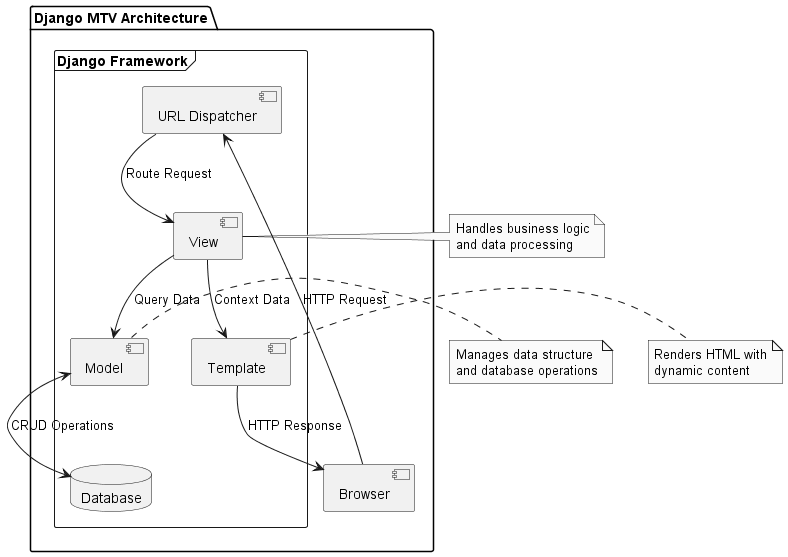 Django MTV Architecture
Django Framework
URL Dispatcher
Route Request
View
Handles business logic
and data processing
Query Data
Context Data
HTTP Request
Model
Template
Manages data structure
and database operations
Renders HTML with
dynamic content
CRUD Operations
HTTP Response
Database
Browser